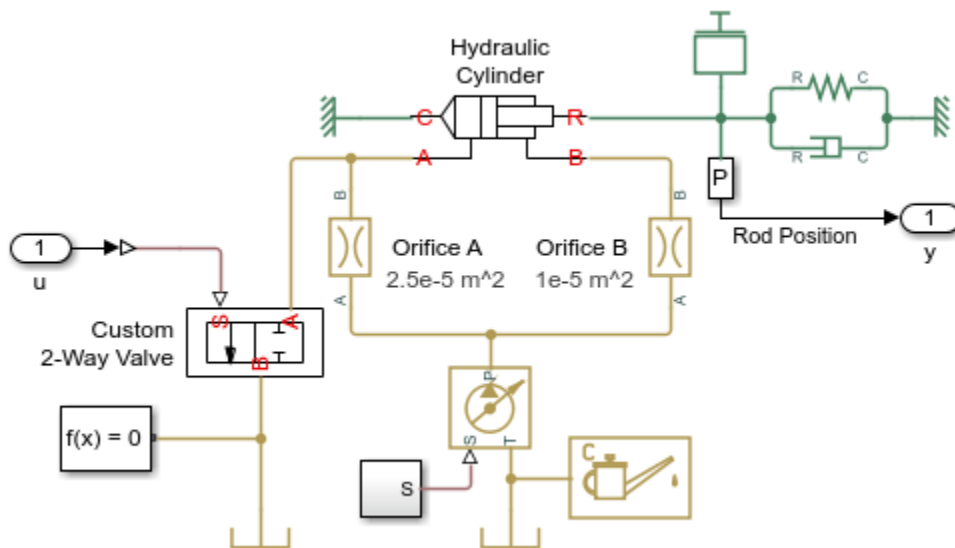 Hydraulic
Cylinder
C
R
A
B
R
C
R
C
P
1
u
B
Orifice A
2.5e-5 m^2
A
B
Orifice B
1e-5 m^2
A
Rod Position
1
y
Custom
2-Way Valve
S
A
B
f(x) = 0
P
S
T
S
C